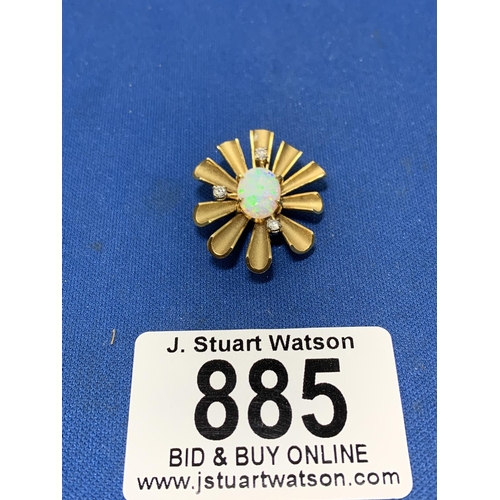 J. Stuart Watson
885
BID & BUY ONLINE
www.jstuartwatson.com